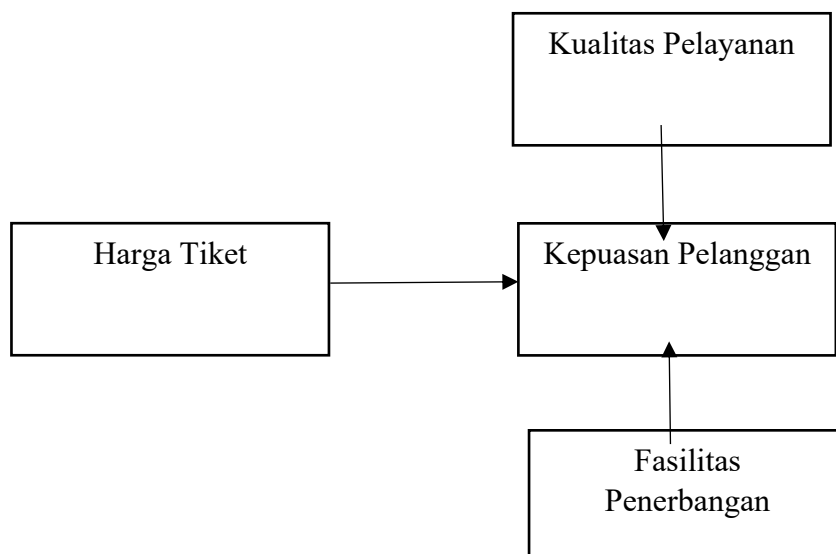 Kualitas Pelayanan
Harga Tiket
Kepuasan Pelanggan
Fasilitas
Penerbangan